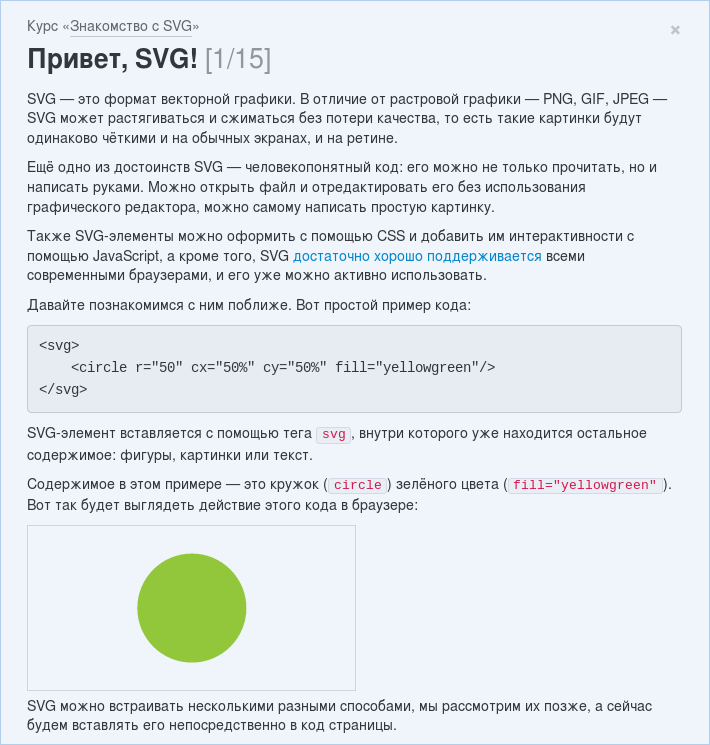 Курс «Знакомство с SVG»
×
Привет, SVG! [1/15]
SVG — это формат векторной графики. В отличие от растровой графики — PNG, GIF, JPEG —
SVG может растягиваться и сжиматься без потери качества, то есть такие картинки будут
одинаково чёткими и на обычных экранах, и на ретине.
Ещё одно из достоинств SVG — человекопонятный код: его можно не только прочитать, но и
написать руками. Можно открыть файл и отредактировать его без использования
графического редактора, можно самому написать простую картинку.
Также SVG-элементы можно оформить с помощью CSS и добавить им интерактивности с
помощью JavaScript, а кроме того, SVG достаточно хорошо поддерживается всеми
современными браузерами, и его уже можно активно использовать.
Давайте познакомимся с ним поближе. Вот простой пример кода:
<svg>
    <circle r="50" cx="50%" cy="50%" fill="yellowgreen"/>
</svg>
SVG-элемент вставляется с помощью тега svg, внутри которого уже находится остальное
содержимое: фигуры, картинки или текст.
Содержимое в этом примере — это кружок (circle) зелёного цвета (fill="yellowgreen").
Вот так будет выглядеть действие этого кода в браузере:
SVG можно встраивать несколькими разными способами, мы рассмотрим их позже, а сейчас
будем вставлять его непосредственно в код страницы.